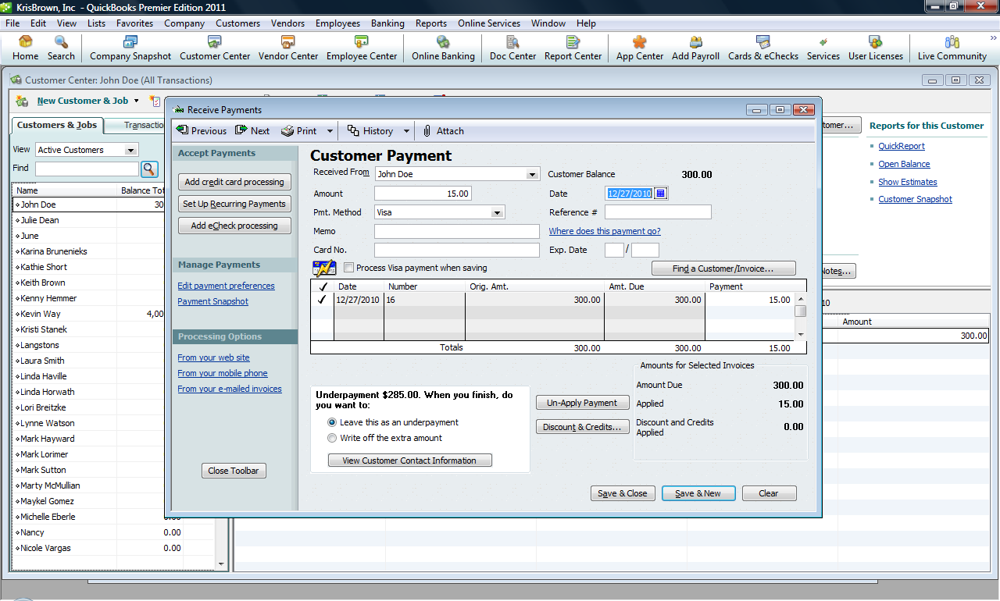 KrisBrown, Inc - QuickBooks Premier Edition 2011
File Edit View Lists Favorites Company Customers Vendors Employees Banking Reports Online Services Window Help
Home Search Company Snapshot Customer Center Vendor Center Employee Center Online Banking Doc Center Report Center App Center Add Payroll Cards & eChecks Services User Licenses Live Community »
Customer Center: John Doe (All Transactions)
New Customer & Job
Customers & Jobs Transactio
View Active Customers
Find
Name Balance Tot
John Doe 30
Julie Dean
June
Karina Brunenieks
Kathie Short
Keith Brown
Kenny Hemmer
Kevin Way 4,00
Kristi Stanek
Langstons
Laura Smith
Linda Haville
Linda Horwath
Lori Breitzke
Lynne Watson
Mark Hayward
Mark Lorimer
Mark Sutton
Marty McMullian
Maykel Gomez
Michelle Eberle 0.00
Nancy 0.00
Nicole Vargas 0.00
Receive Payments
Previous Next Print History Attach
Accept Payments
Add credit card processing
Set Up Recurring Payments
Add eCheck processing
Manage Payments
Edit payment preferences
Payment Snapshot
Processing Options
From your web site
From your mobile phone
From your e-mailed invoices
Close Toolbar
Customer Payment
Received From John Doe Customer Balance 300.00
Amount 15.00 Date 12/27/2010
Pmt. Method Visa Reference #
Memo Where does this payment go?
Card No. Exp. Date /
Process Visa payment when saving Find a Customer/Invoice...
✓ Date Number Orig. Amt. Amt. Due Payment
✓ 12/27/2010 16 300.00 300.00 15.00
Totals 300.00 300.00 15.00
Underpayment $285.00. When you finish, do
you want to:
Leave this as an underpayment
Write off the extra amount
View Customer Contact Information
Un-Apply Payment
Discount & Credits...
Amounts for Selected Invoices
Amount Due 300.00
Applied 15.00
Discount and Credits
Applied 0.00
Save & Close Save & New Clear
tomer...
Reports for this Customer
QuickReport
Open Balance
Show Estimates
Customer Snapshot
Notes...
10
Amount
300.00